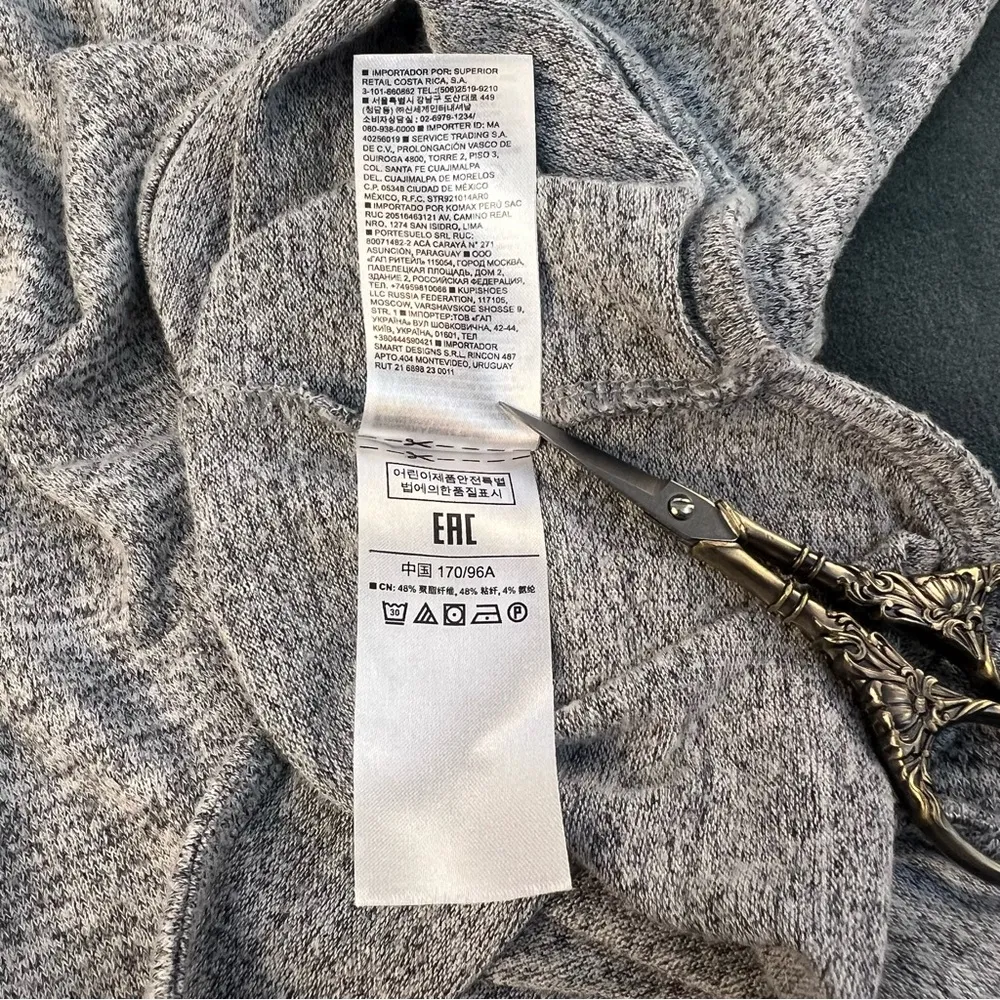 ■ IMPORTADOR POR: SUPERIOR
RETAIL COSTA RICA, S.A.
3-101-660862 TEL.:(506)2519-9210
■ 서울특별시 강남구 도산대로 449
(청담동) ㈜신세계인터내셔날
소비자상담실 : 02-6979-1234/
080-938-0000 ■ IMPORTER ID: MA
40256019 ■ SERVICE TRADING S.A.
DE C.V., PROLONGACIÓN VASCO DE
QUIROGA 4800, TORRE 2, PISO 3,
COL. SANTA FE CUAJIMALPA
DEL. CUAJIMALPA DE MORELOS
C.P. 05348 CIUDAD DE MÉXICO
MÉXICO, R.F.C. STR921014AR0
■ IMPORTADO POR KOMAX PERÚ SAC
RUC 20516463121 AV, CAMINO REAL
NRO, 1274 SAN ISIDRO, LIMA
■ PORTESUELO SRL RUC:
80071482-2 ACÁ CARAYÁ N° 271
ASUNCIÓN, PARAGUAY ■ ООО
«ГАП РИТЕЙЛ» 115054, ГОРОД МОСКВА,
ПАВЕЛЕЦКАЯ ПЛОЩАДЬ, ДОМ 2,
ЗДАНИЕ 2, РОССИЙСКАЯ ФЕДЕРАЦИЯ,
ТЕЛ. +74959610066 ■ KUPISHOES
LLC RUSSIA FEDERATION, 117105,
MOSCOW, VARSHAVSKOE SHOSSE 9,
STR. 1 ■ ІМПОРТЕР:ТОВ «ГАП
УКРАЇНА» ВУЛ ШОВКОВИЧНА, 42-44,
КИЇВ, УКРАЇНА, 01601, ТЕЛ
+380444590421 ■ IMPORTADOR
SMART DESIGNS S.R.L, RINCON 487
APTO.404 MONTEVIDEO, URUGUAY
RUT 21 6898 23 0011
어린이제품안전특별
법에의한품질표시
EAC
中国 170/96A
■ CN: 48% 聚酯纤维, 48% 粘纤, 4% 氨纶
30
P